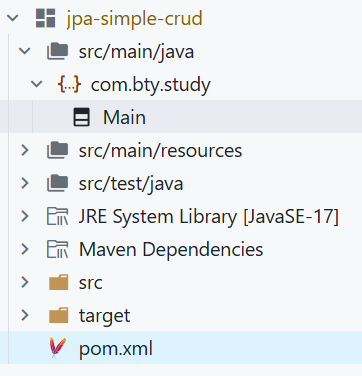 jpa-simple-crud
src/main/java
{...} com.bty.study
Main
src/main/resources
src/test/java
JRE System Library [JavaSE-17]
Maven Dependencies
src
target
pom.xml